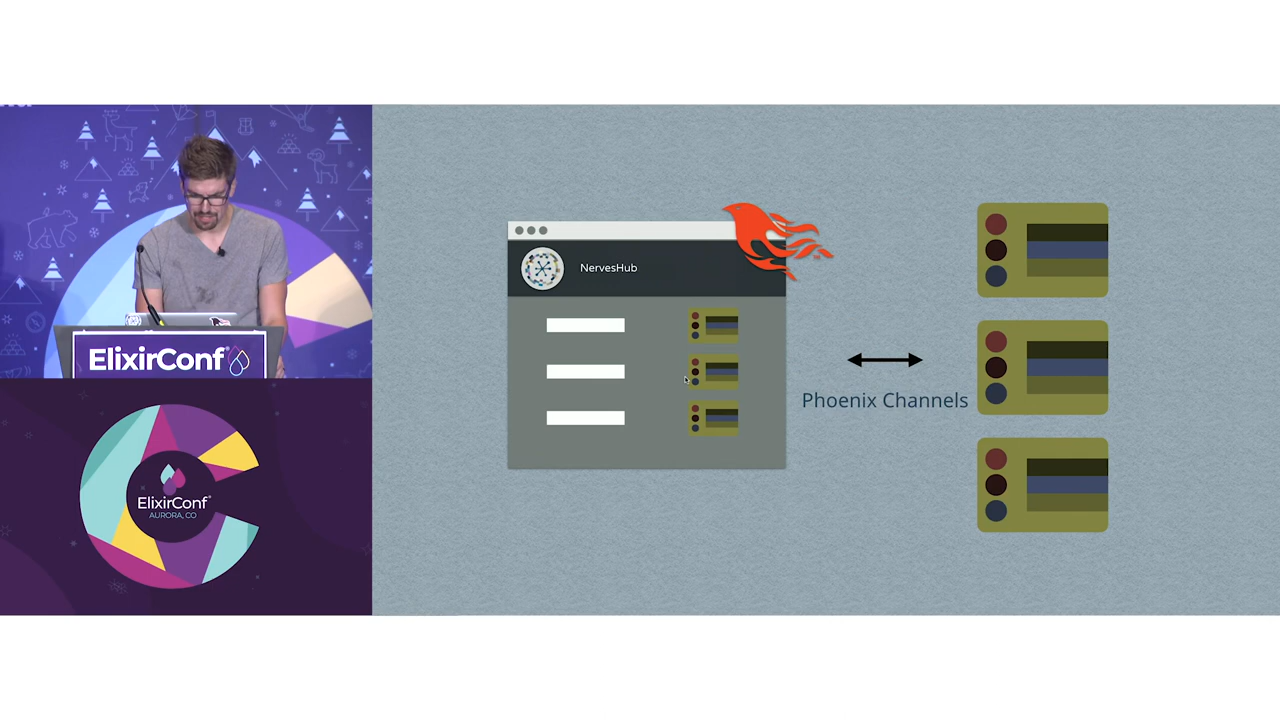 ElixirConf
ElixirConf
AURORA, CO
NervesHub
Phoenix Channels